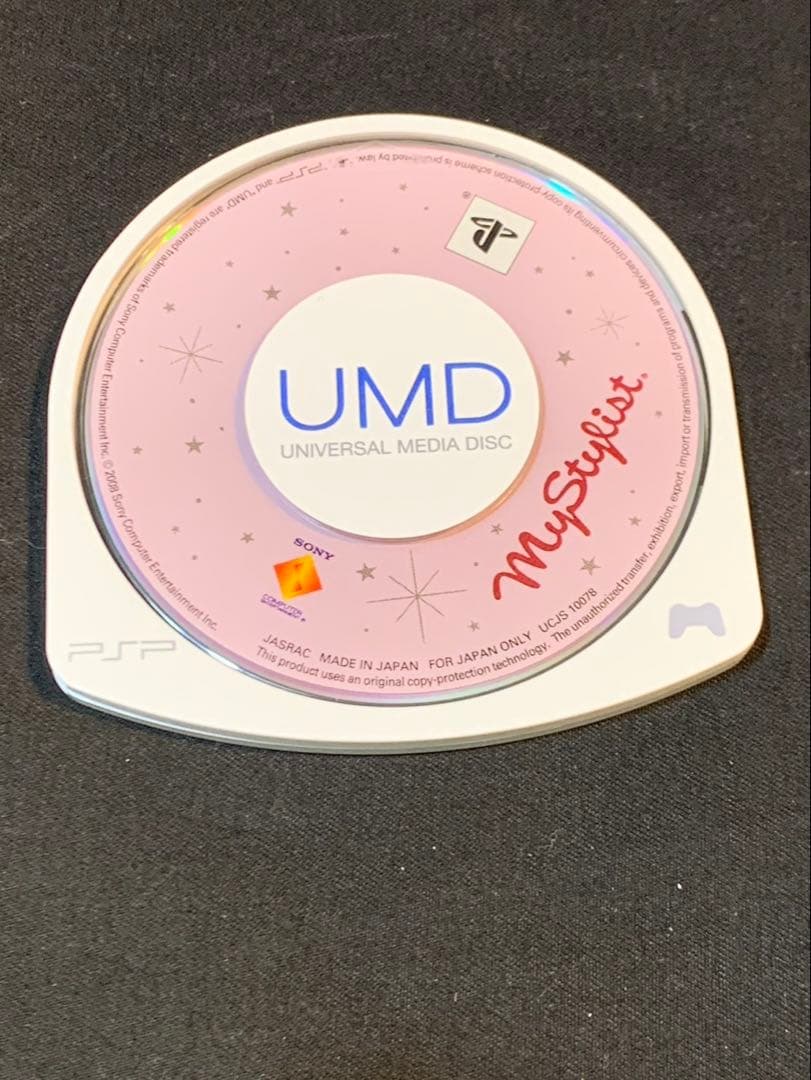 UMD
UNIVERSAL MEDIA DISC
MyStylist.
SONY
COMPUTER
PSP
JASRAC MADE IN JAPAN FOR JAPAN ONLY UCJS 10078
This product uses an original copy-protection technology. The unauthorized transfer, exhibition, export, import or transmission of programs and devices circumventing its copy protection scheme is prohibited by law.
PSP and "UMD" are registered trademarks of Sony Computer Entertainment Inc. © 2008 Sony Computer Entertainment Inc.
®